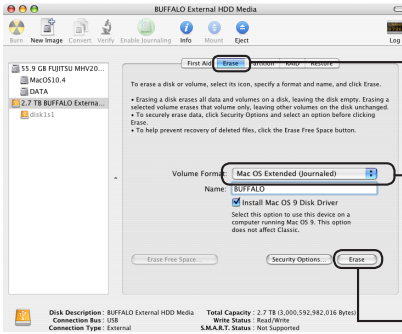 BUFFALO External HDD Media
Burn New Image Convert Verify Enable Journaling Info Mount Eject Log
First Aid Erase Partition RAID Restore
55.9 GB FUJITSU MHV20...
MacOS10.4
DATA
2.7 TB BUFFALO Externa...
disk1s1
To erase a disk or volume, select its icon, specify a format and name, and click Erase.
• Erasing a disk erases all data and volumes on a disk, leaving the disk empty. Erasing a
selected volume erases that volume only, leaving other volumes on the disk unchanged.
• To securely erase data, click Security Options and select an option before clicking
Erase.
• To help prevent recovery of deleted files, click the Erase Free Space button.
Volume Format: Mac OS Extended (Journaled)
Name: BUFFALO
Install Mac OS 9 Disk Driver
Select this option to use this device on a
computer running Mac OS 9. This option
does not affect Classic.
Erase Free Space... Security Options... Erase
Disk Description : BUFFALO External HDD Media Total Capacity : 2.7 TB (3,000,592,982,016 Bytes)
Connection Bus : USB Write Status : Read/Write
Connection Type : External S.M.A.R.T. Status : Not Supported